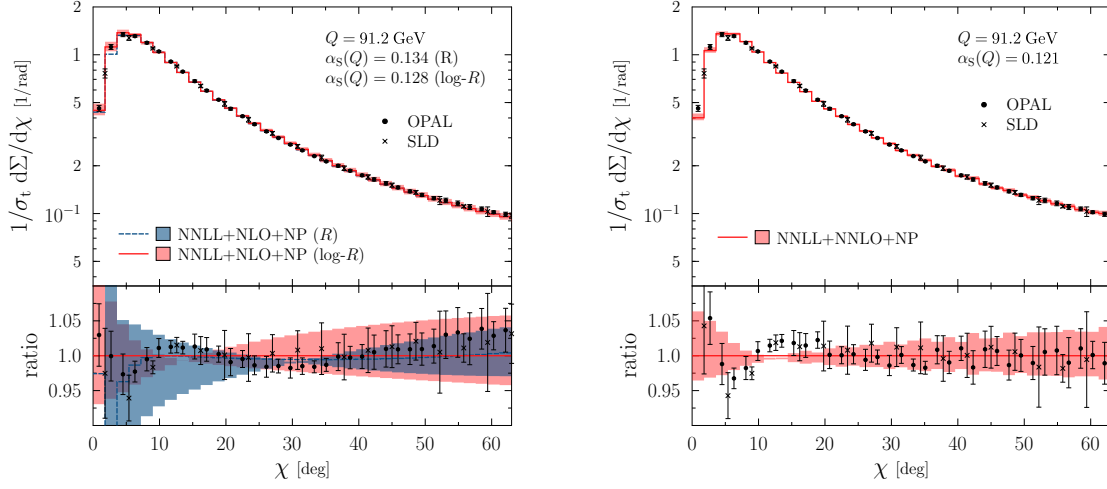 Q = 91.2 GeV
α_S(Q) = 0.134 (R)
α_S(Q) = 0.128 (log-R)
OPAL
SLD
NNLL+NLO+NP (R)
NNLL+NLO+NP (log-R)
1/σ_t dΣ/dχ [1/rad]
2
1
5
2
10⁻¹
5
ratio
1.05
1.0
0.95
0 10 20 30 40 50 60
χ [deg]
Q = 91.2 GeV
α_S(Q) = 0.121
OPAL
SLD
NNLL+NNLO+NP
1/σ_t dΣ/dχ [1/rad]
2
1
5
2
10⁻¹
5
ratio
1.05
1.0
0.95
0 10 20 30 40 50 60
χ [deg]